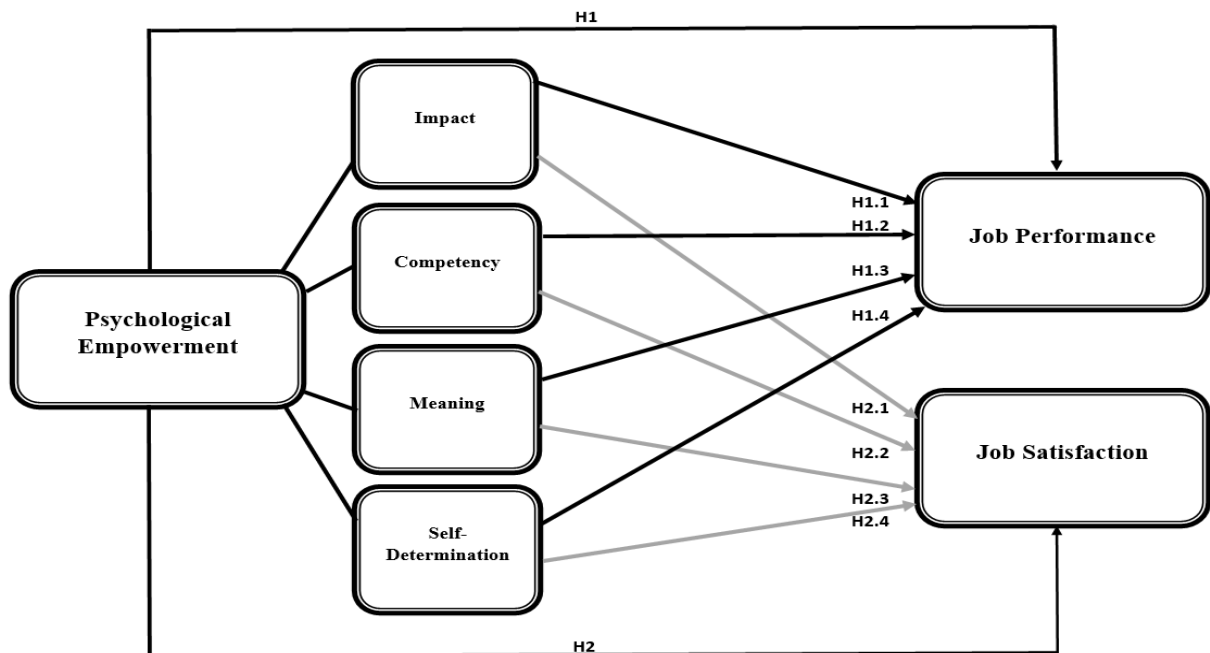 H1
Impact
H1.1
H1.2
Job Performance
Competency
H1.3
H1.4
Psychological
Empowerment
Meaning
H2.1
H2.2
Job Satisfaction
H2.3
H2.4
Self-
Determination
H2